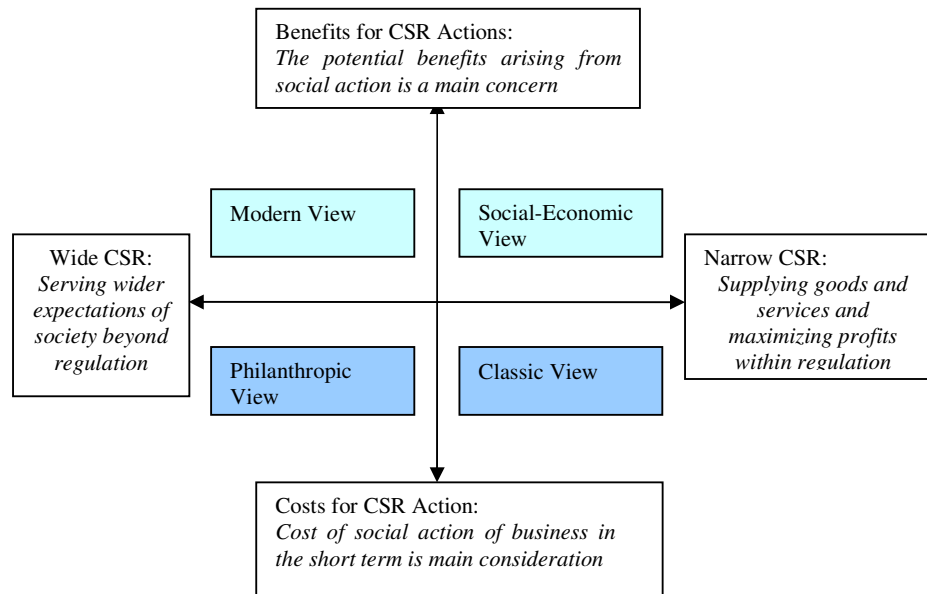 Benefits for CSR Actions:
The potential benefits arising from
social action is a main concern
Modern View
Social-Economic
View
Wide CSR:
Serving wider
expectations of
society beyond
regulation
Narrow CSR:
Supplying goods and
services and
maximizing profits
within regulation
Philanthropic
View
Classic View
Costs for CSR Action:
Cost of social action of business in
the short term is main consideration